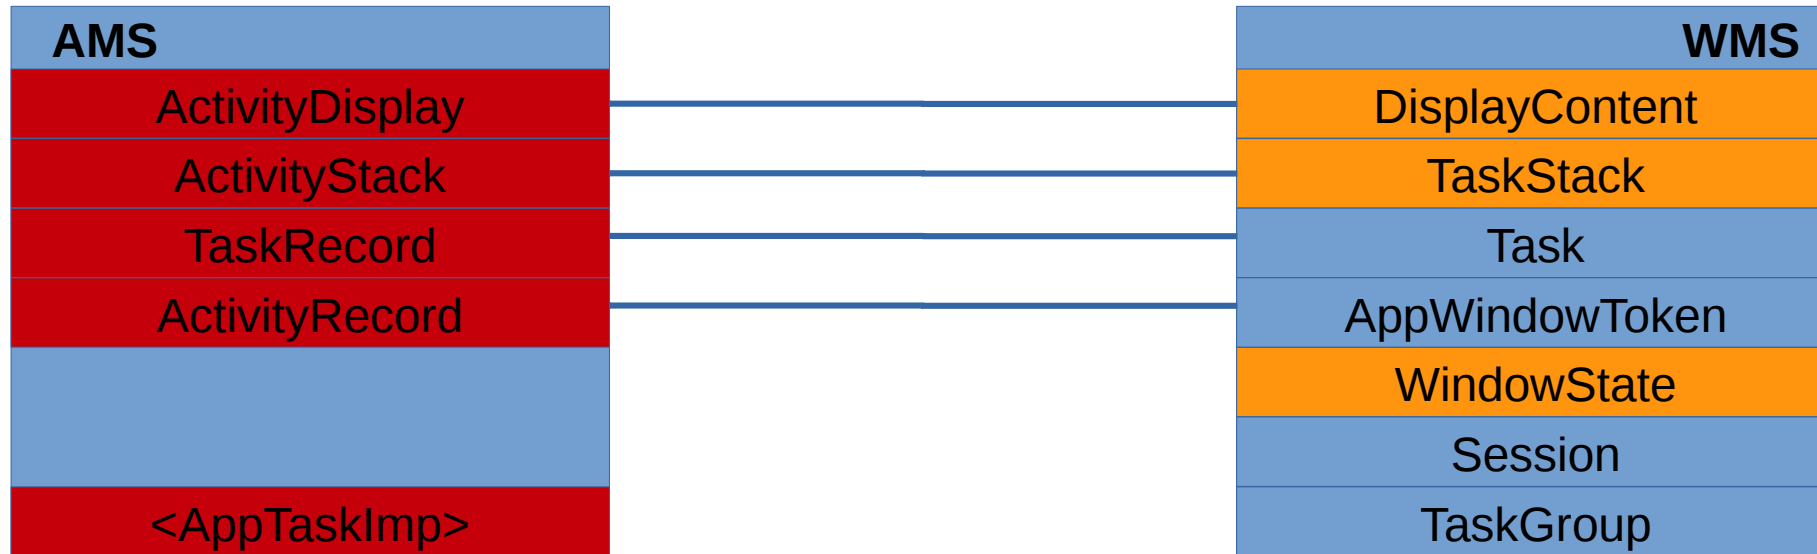 AMS
ActivityDisplay
ActivityStack
TaskRecord
ActivityRecord
<AppTaskImp>
WMS
DisplayContent
TaskStack
Task
AppWindowToken
WindowState
Session
TaskGroup